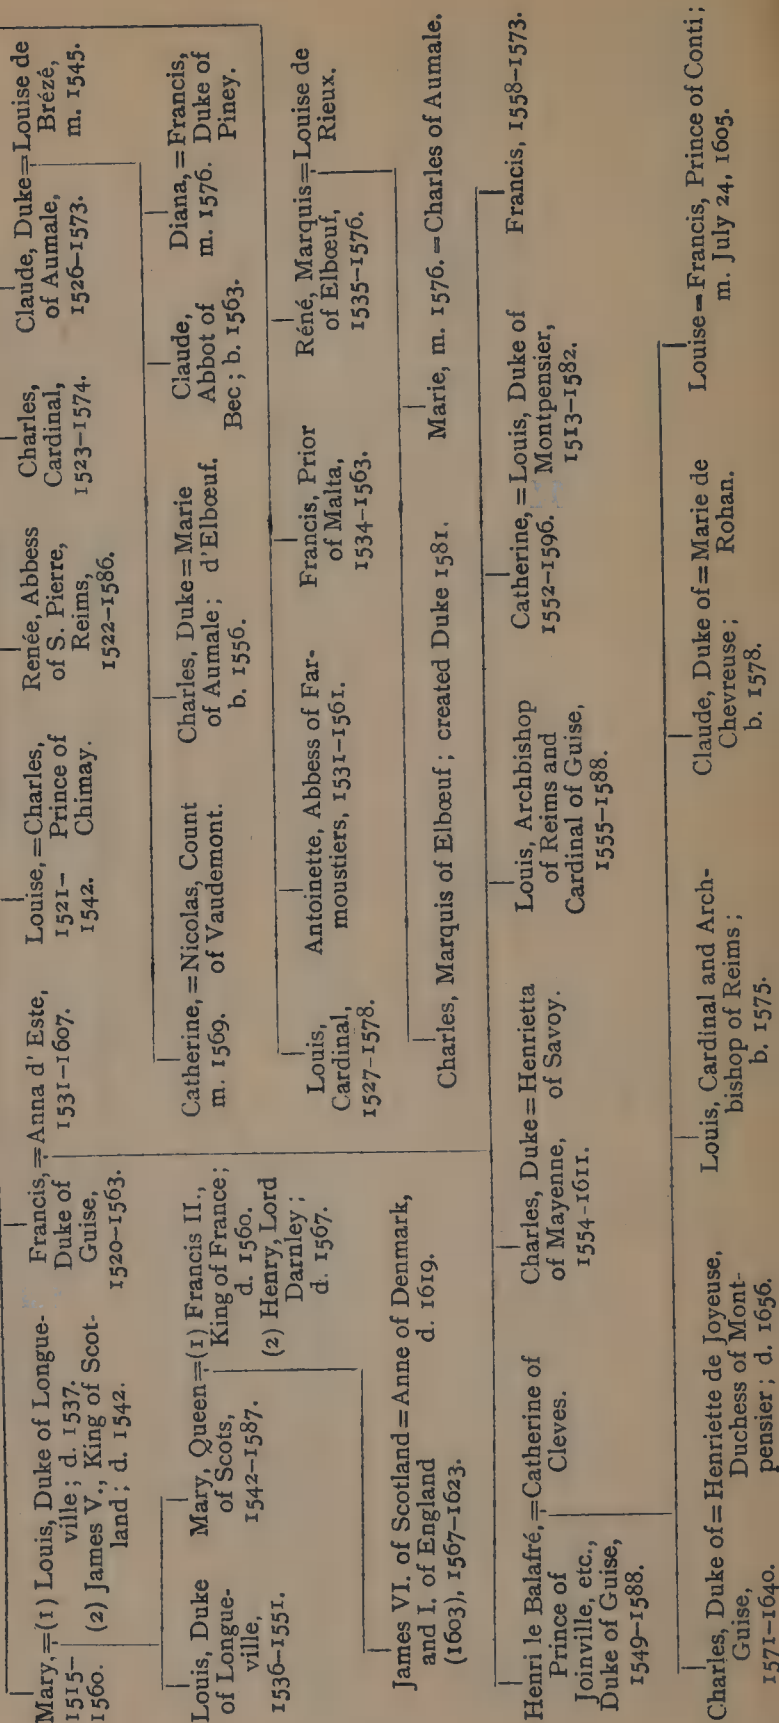 Mary,=(1) Louis, Duke of Longue-
1515–
ville; d. 1537.
1560.
(2) James V., King of Scot-
land; d. 1542.
Francis,=Anna d' Este,
Duke of
1531–1607.
Guise,
1520–1563.
Louise,=Charles,
1521–
Prince of
1542.
Chimay.
Renée, Abbess
of S. Pierre,
Reims,
1522–1586.
Charles,
Cardinal,
1523–1574.
Claude, Duke=Louise de
of Aumale,
Brézé,
1526–1573.
m. 1545.
Louis, Duke
of Longue-
ville,
1536–1551.
Mary, Queen=(1) Francis II.,
of Scots,
King of France;
1542–1587.
d. 1560.
(2) Henry, Lord
Darnley;
d. 1567.
Catherine,=Nicolas, Count
m. 1569.
of Vaudemont.
Charles, Duke=Marie
of Aumale;
d'Elbœuf.
b. 1556.
Claude,
Abbot of
Bec; b. 1563.
Diana,=Francis,
m. 1576.
Duke of
Piney.
Louis,
Cardinal,
1527–1578.
Antoinette, Abbess of Far-
moustiers, 1531–1561.
Francis, Prior
of Malta,
1534–1563.
Réné, Marquis=Louise de
of Elbœuf,
Rieux.
1535–1576.
James VI. of Scotland=Anne of Denmark,
and I. of England
d. 1619.
(1603), 1567–1623.
Charles, Marquis of Elbœuf; created Duke 1581.
Marie, m. 1576.=Charles of Aumale.
Henri le Balafré,=Catherine of
Prince of
Cleves.
Joinville, etc.,
Duke of Guise,
1549–1588.
Charles, Duke=Henrietta
of Mayenne,
of Savoy.
1554–1611.
Louis, Archbishop
of Reims and
Cardinal of Guise,
1555–1588.
Catherine,=Louis, Duke of
1552–1596.
Montpensier,
1513–1582.
Francis, 1558–1573.
Charles, Duke of=Henriette de Joyeuse,
Guise,
Duchess of Mont-
1571–1640.
pensier; d. 1656.
Louis, Cardinal and Arch-
bishop of Reims;
b. 1575.
Claude, Duke of=Marie de
Chevreuse;
Rohan.
b. 1578.
Louise=Francis, Prince of Conti;
m. July 24, 1605.